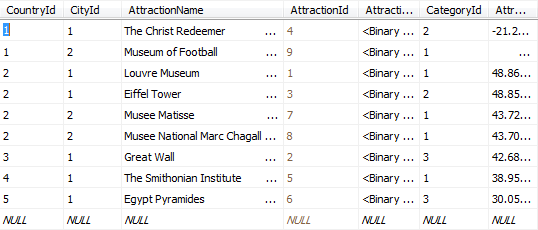 CountryId CityId AttractionName AttractionId Attracti... CategoryId Attr...
1 1 The Christ Redeemer ... 4 <Binary ... 2 -21.2...
1 2 Museum of Football ... 9 <Binary ... 1 ...
2 1 Louvre Museum ... 1 <Binary ... 1 48.86...
2 1 Eiffel Tower ... 3 <Binary ... 2 48.85...
2 2 Musee Matisse ... 7 <Binary ... 1 43.72...
2 2 Musee National Marc Chagall ... 8 <Binary ... 1 43.70...
3 1 Great Wall ... 2 <Binary ... 3 42.68...
4 1 The Smithonian Institute ... 5 <Binary ... 1 38.95...
5 1 Egypt Pyramides ... 6 <Binary ... 3 30.05...
NULL NULL NULL NULL NULL NULL NULL